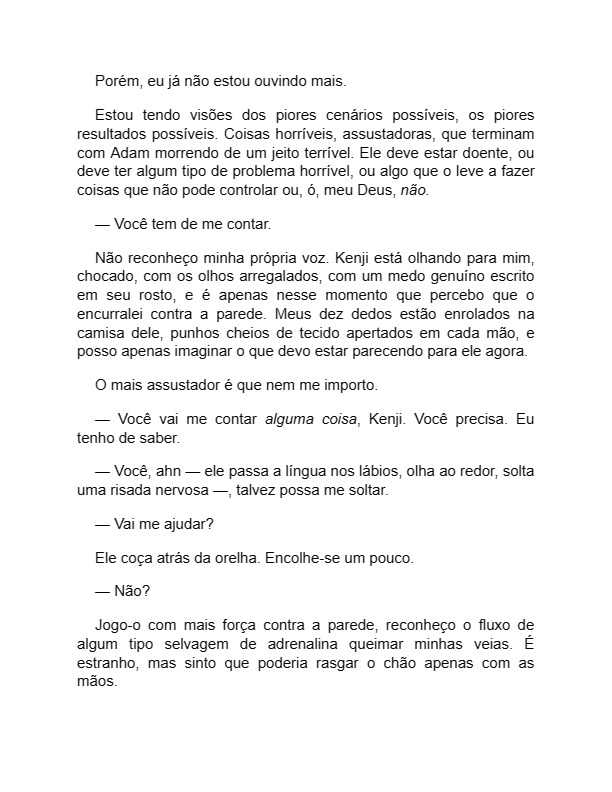 Porém, eu já não estou ouvindo mais.
Estou tendo visões dos piores cenários possíveis, os piores
resultados possíveis. Coisas horríveis, assustadoras, que terminam
com Adam morrendo de um jeito terrível. Ele deve estar doente, ou
deve ter algum tipo de problema horrível, ou algo que o leve a fazer
coisas que não pode controlar ou, ó, meu Deus, não.
— Você tem de me contar.
Não reconheço minha própria voz. Kenji está olhando para mim,
chocado, com os olhos arregalados, com um medo genuíno escrito
em seu rosto, e é apenas nesse momento que percebo que o
encurralei contra a parede. Meus dez dedos estão enrolados na
camisa dele, punhos cheios de tecido apertados em cada mão, e
posso apenas imaginar o que devo estar parecendo para ele agora.
O mais assustador é que nem me importo.
— Você vai me contar alguma coisa, Kenji. Você precisa. Eu
tenho de saber.
— Você, ahn — ele passa a língua nos lábios, olha ao redor, solta
uma risada nervosa —, talvez possa me soltar.
— Vai me ajudar?
Ele coça atrás da orelha. Encolhe-se um pouco.
— Não?
Jogo-o com mais força contra a parede, reconheço o fluxo de
algum tipo selvagem de adrenalina queimar minhas veias. É
estranho, mas sinto que poderia rasgar o chão apenas com as
mãos.